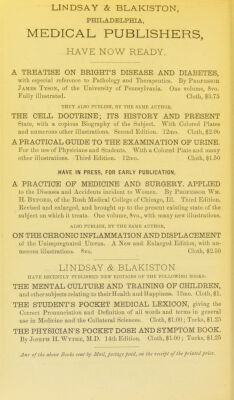 LINDSAY & BLAKISTON,
PHILADELPHIA,
MEDICAL PUBLISHERS,
HAVE NOW READY,
A TREATISE ON BRIGHT'S DISEASE AND DIABETES,
with especial reference to Pathology and Therapeutics. By Professor
James Tyson, of the University of Pennsylvania. One volume, 8vo.
Fully illustrated. Cloth, $3.75
THEY ALSO PUBLISH, BY THE SAME AUTHOR,
THE CELL DOCTRINE; ITS HISTORY AND PRESENT
State, with a copious Biography of the Subject. With Colored Plates
and numerous other illustrations. Second Edition. 12mo. Cloth, $2.00
A PRACTICAL GUIDE TO THE EXAMINATION OF URINE.
For the use of Physicians and Students. With a Colored Plate and many
other illustrations. Third Edition. 12mo. Cloth, $1.50
HAVE IN PRESS, FOR EARLY PUBLICATION,
A PRACTICE OF MEDICINE AND SURGERY, APPLIED
to the Diseases and Accidents incident to Women. By Professor Wm.
H. Byford, of the Rush Medical College of Chicago, Ill. Third Edition.
Revised and enlarged, and brought up to the present existing state of the
subject on which it treats. One volume, 8vo., with many new illustrations.
ALSO PUBLISH, BY THE SAME AUTHOR,
ON THE CHRONIC INFLAMMATION AND DISPLACEMENT
of the Unimpregnated Uterus. A New and Enlarged Edition, with nu-
merous illustrations. 8vo. Cloth, $2.50
LINDSAY & BLAKISTON
HAVE RECENTLY PUBLISHED NEW EDITIONS OF THE FOLLOWING BOOKS:
THE MENTAL CULTURE AND TRAINING OF CHILDREN,
and other subjects relating to their Health and Happiness. 12mo. Cloth, $1.
THE STUDENT'S POCKET MEDICAL LEXICON, giving the
Correct Pronunciation and Definition of all words and terms in general
use in Medicine and the Collateral Sciences. Cloth, $1.00; Tucks, $1.25
THE PHYSICIAN'S POCKET DOSE AND SYMPTOM BOOK.
By Joseph H. Wythe, M.D. 14th Edition. Cloth, $1.00; Tucks, $1.25
Any of the above Books sent by Mail, postage paid, on the receipt of the printed price.